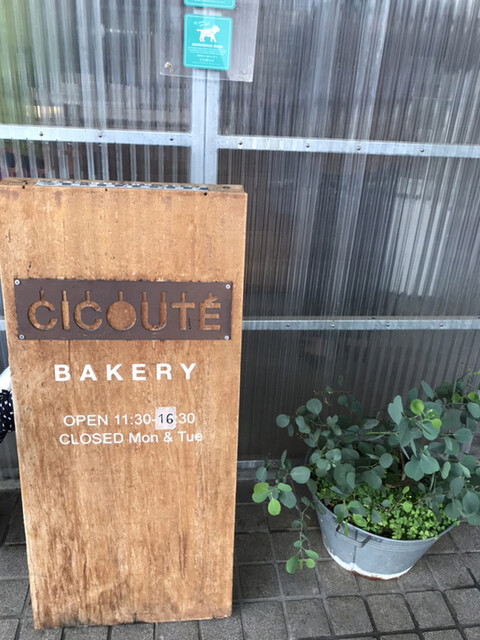 CICOUTÉ
BAKERY
OPEN 11:30-16:30
CLOSED Mon & Tue